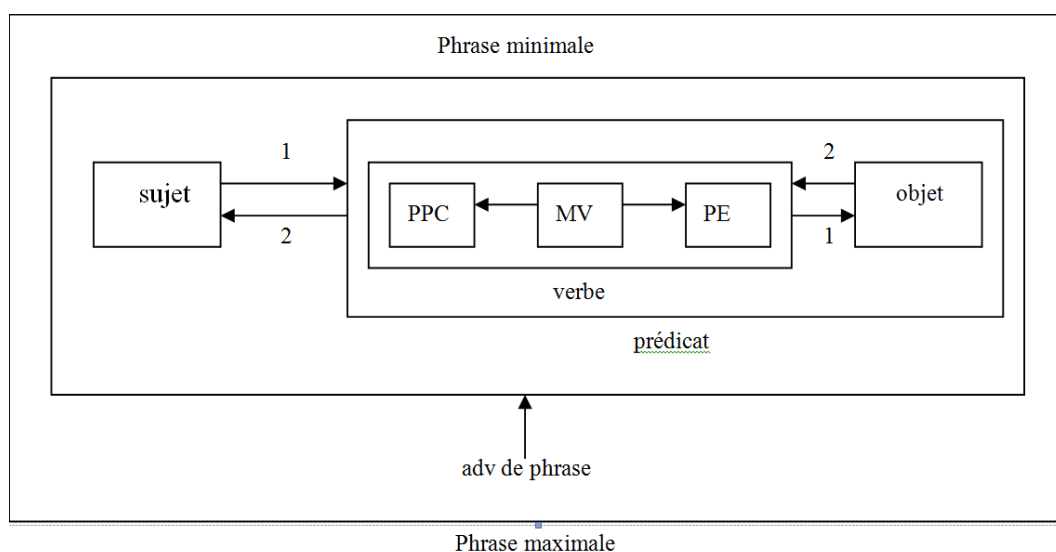 Phrase minimale
1
2
sujet
PPC
MV
PE
objet
2
1
verbe
prédicat
adv de phrase
Phrase maximale